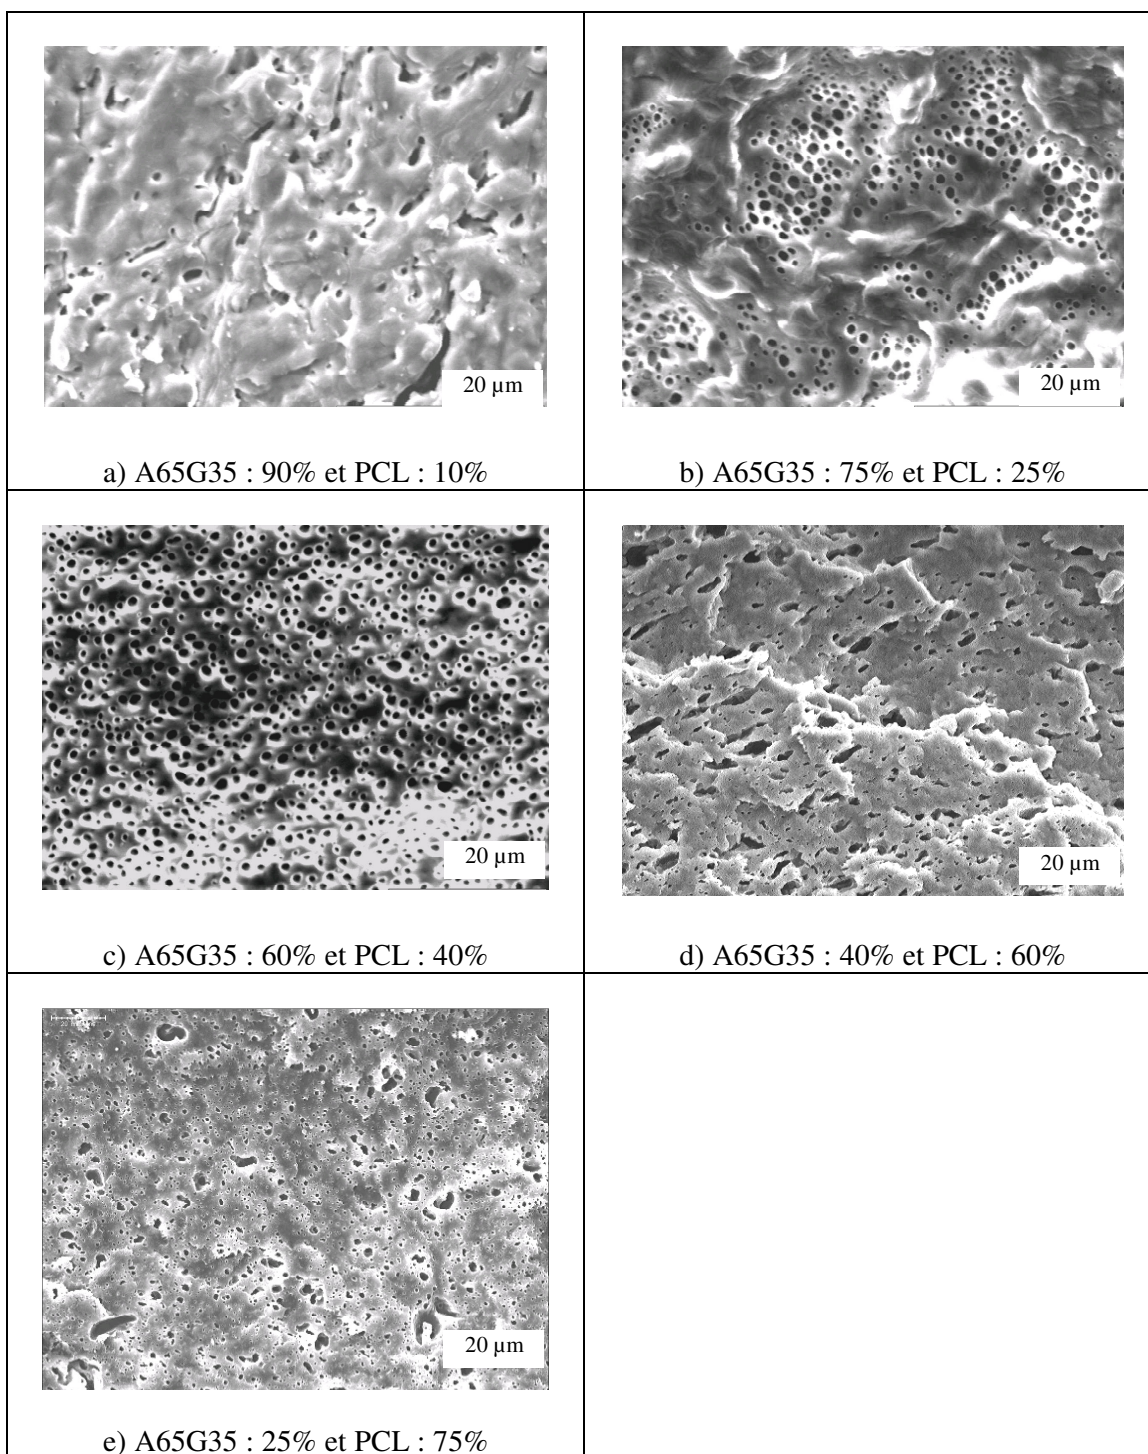 20 µm
20 µm
a) A65G35 : 90% et PCL : 10%
b) A65G35 : 75% et PCL : 25%
20 µm
20 µm
c) A65G35 : 60% et PCL : 40%
d) A65G35 : 40% et PCL : 60%
20 µm
e) A65G35 : 25% et PCL : 75%